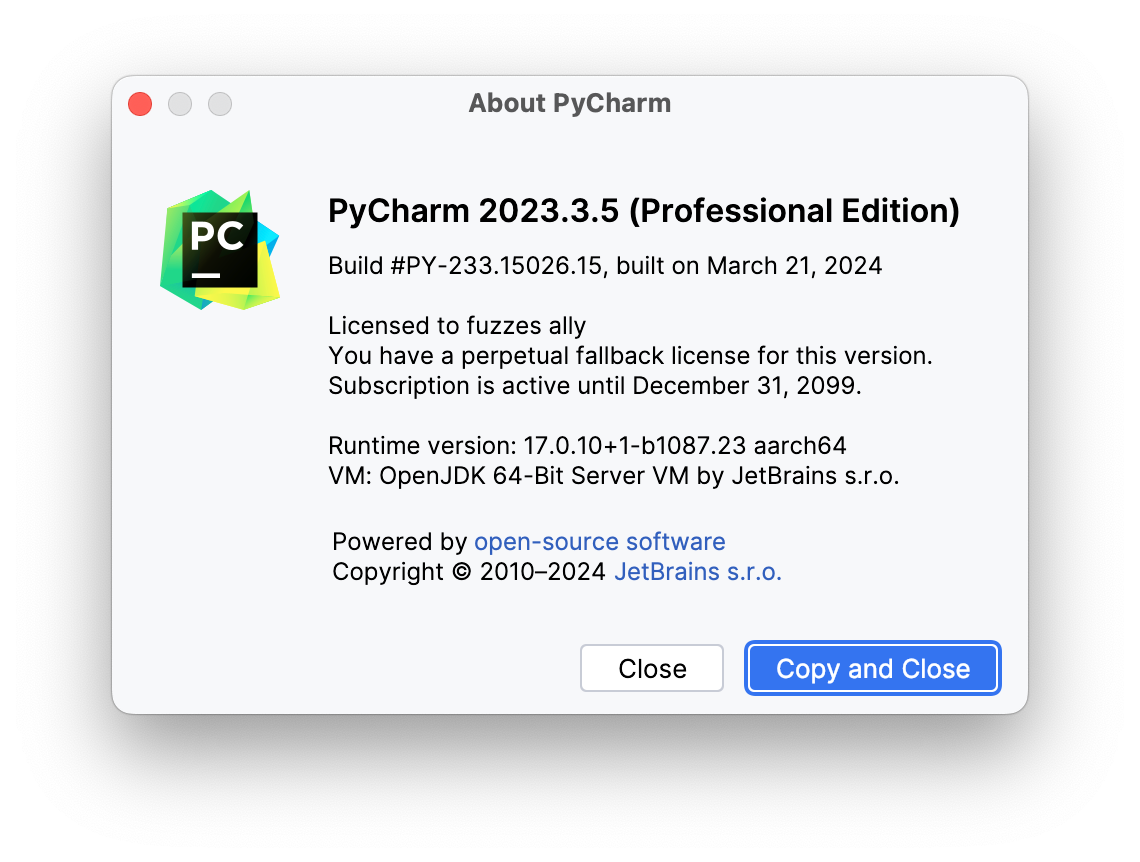 About PyCharm
PC
PyCharm 2023.3.5 (Professional Edition)
Build #PY-233.15026.15, built on March 21, 2024
Licensed to fuzzes ally
You have a perpetual fallback license for this version.
Subscription is active until December 31, 2099.
Runtime version: 17.0.10+1-b1087.23 aarch64
VM: OpenJDK 64-Bit Server VM by JetBrains s.r.o.
Powered by open-source software
Copyright © 2010–2024 JetBrains s.r.o.
Close
Copy and Close